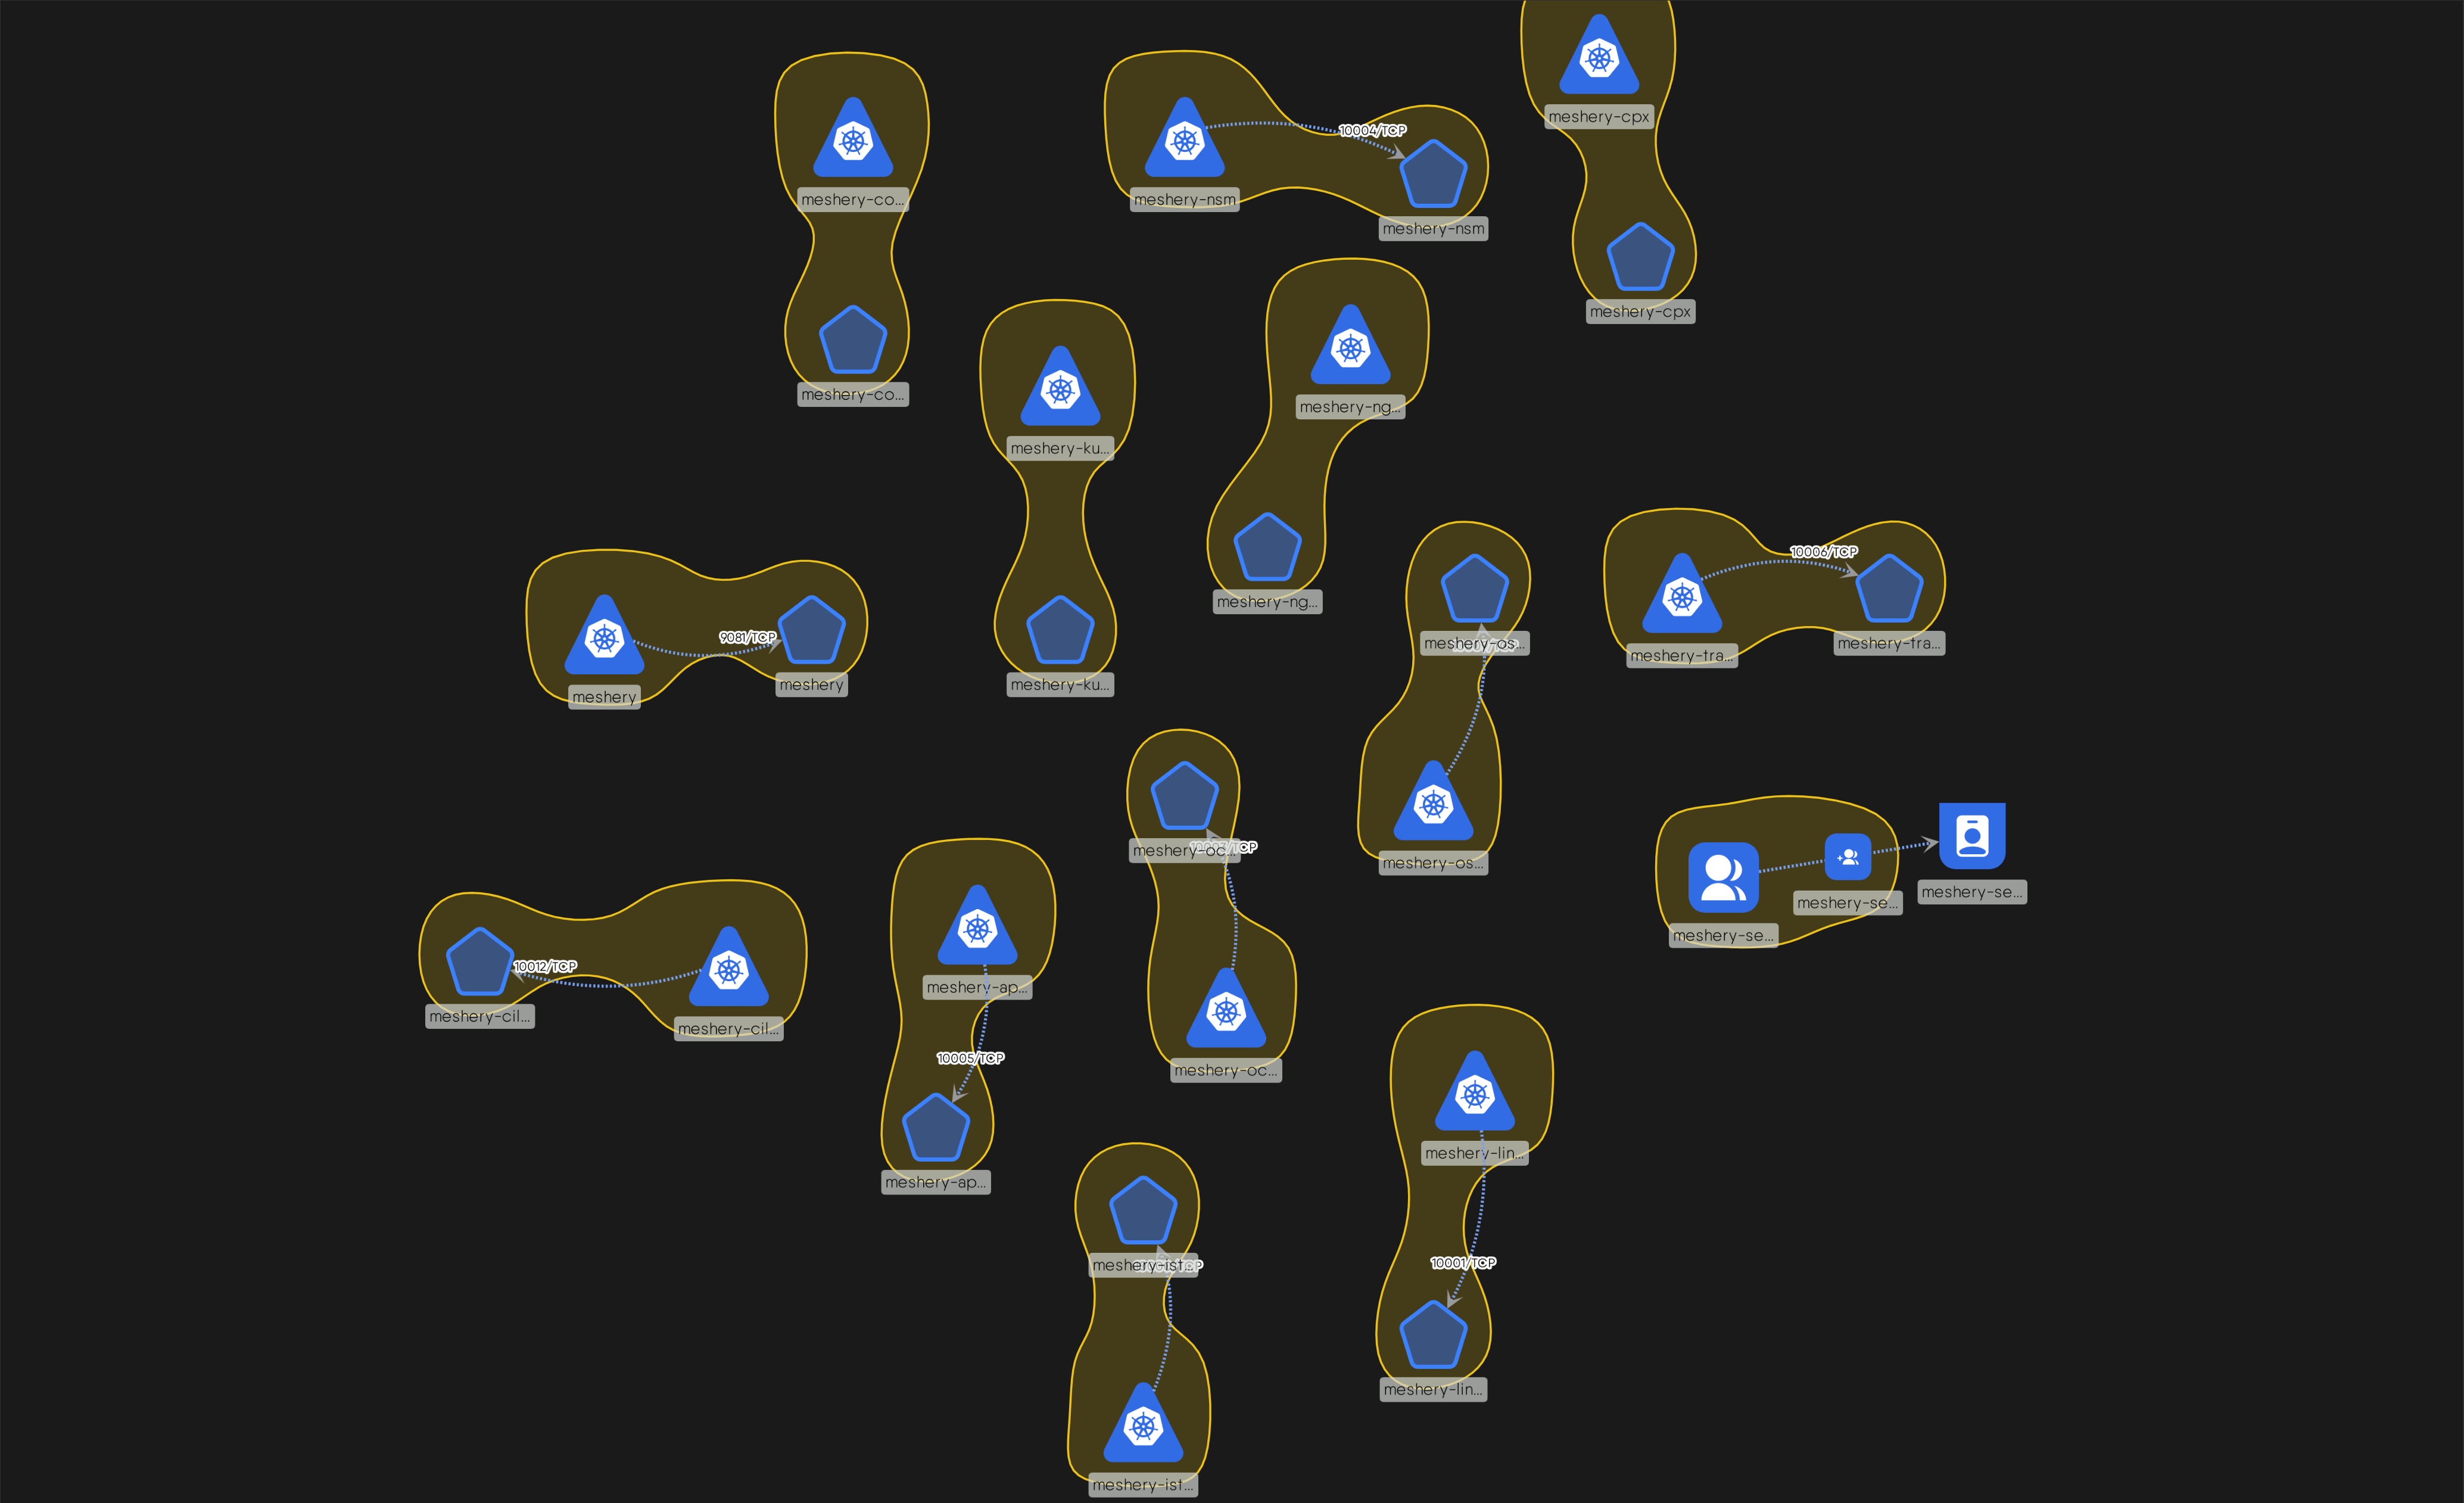 meshery-cpx
10004/TCP
meshery-co...
meshery-nsm
meshery-nsm
meshery-cpx
meshery-co...
meshery-ng...
meshery-ku...
10006/TCP
meshery-ng...
9081/TCP
meshery-os...
meshery-tra...
meshery-tra...
meshery
meshery
meshery-ku...
meshery-oc...
meshery-os...
meshery-se...
meshery-se...
meshery-se...
10012/TCP
meshery-ap...
meshery-cil...
meshery-cil...
10005/TCP
meshery-oc...
meshery-lin...
meshery-ap...
10001/TCP
meshery-ist...
meshery-lin...
meshery-ist...